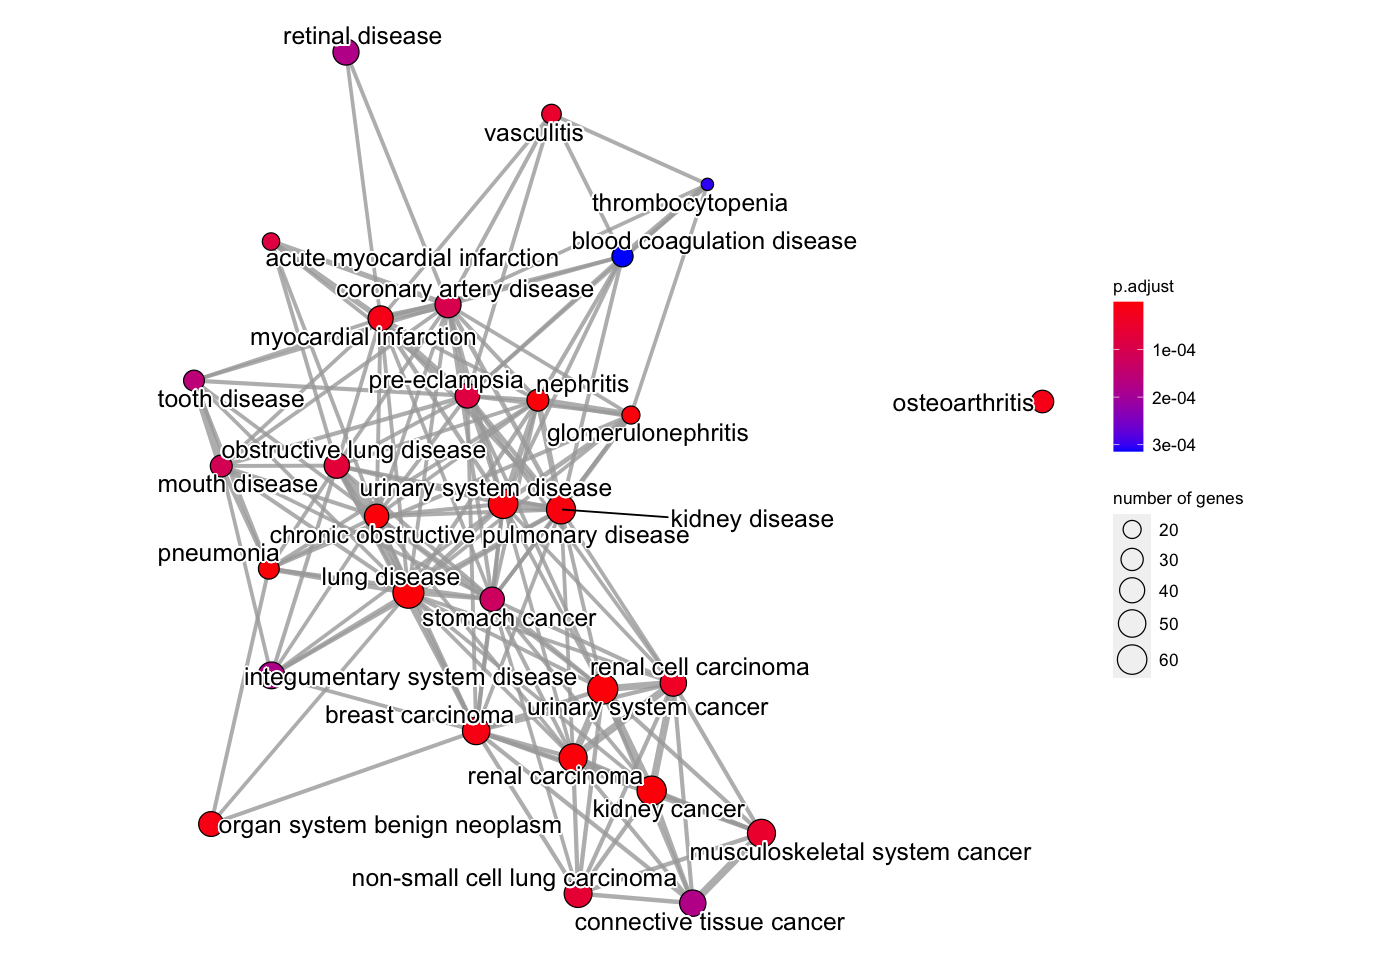 retinal disease
vasculitis
thrombocytopenia
blood coagulation disease
acute myocardial infarction
coronary artery disease
myocardial infarction
pre-eclampsia
nephritis
tooth disease
osteoarthritis
glomerulonephritis
obstructive lung disease
mouth disease
urinary system disease
kidney disease
chronic obstructive pulmonary disease
pneumonia
lung disease
stomach cancer
renal cell carcinoma
integumentary system disease
urinary system cancer
breast carcinoma
renal carcinoma
kidney cancer
organ system benign neoplasm
musculoskeletal system cancer
non-small cell lung carcinoma
connective tissue cancer
p.adjust
1e-04
2e-04
3e-04
number of genes
20
30
40
50
60